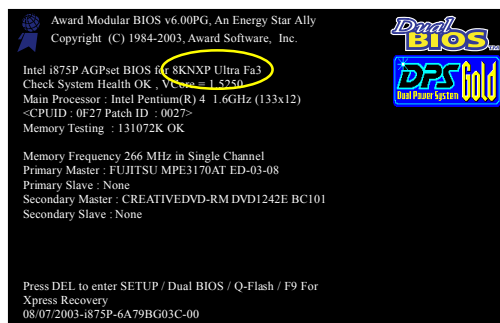 Award Modular BIOS v6.00PG, An Energy Star Ally
Copyright (C) 1984-2003, Award Software, Inc.
Dual
BIOS
DPS Gold
Dual Power System
Intel i875P AGPset BIOS for 8KNXP Ultra Fa3
Check System Health OK , VCore = 1.5250
Main Processor : Intel Pentium(R) 4 1.6GHz (133x12)
<CPUID : 0F27 Patch ID : 0027>
Memory Testing : 131072K OK
Memory Frequency 266 MHz in Single Channel
Primary Master : FUJITSU MPE3170AT ED-03-08
Primary Slave : None
Secondary Master : CREATIVEDVD-RM DVD1242E BC101
Secondary Slave : None
Press DEL to enter SETUP / Dual BIOS / Q-Flash / F9 For
Xpress Recovery
08/07/2003-i875P-6A79BG03C-00